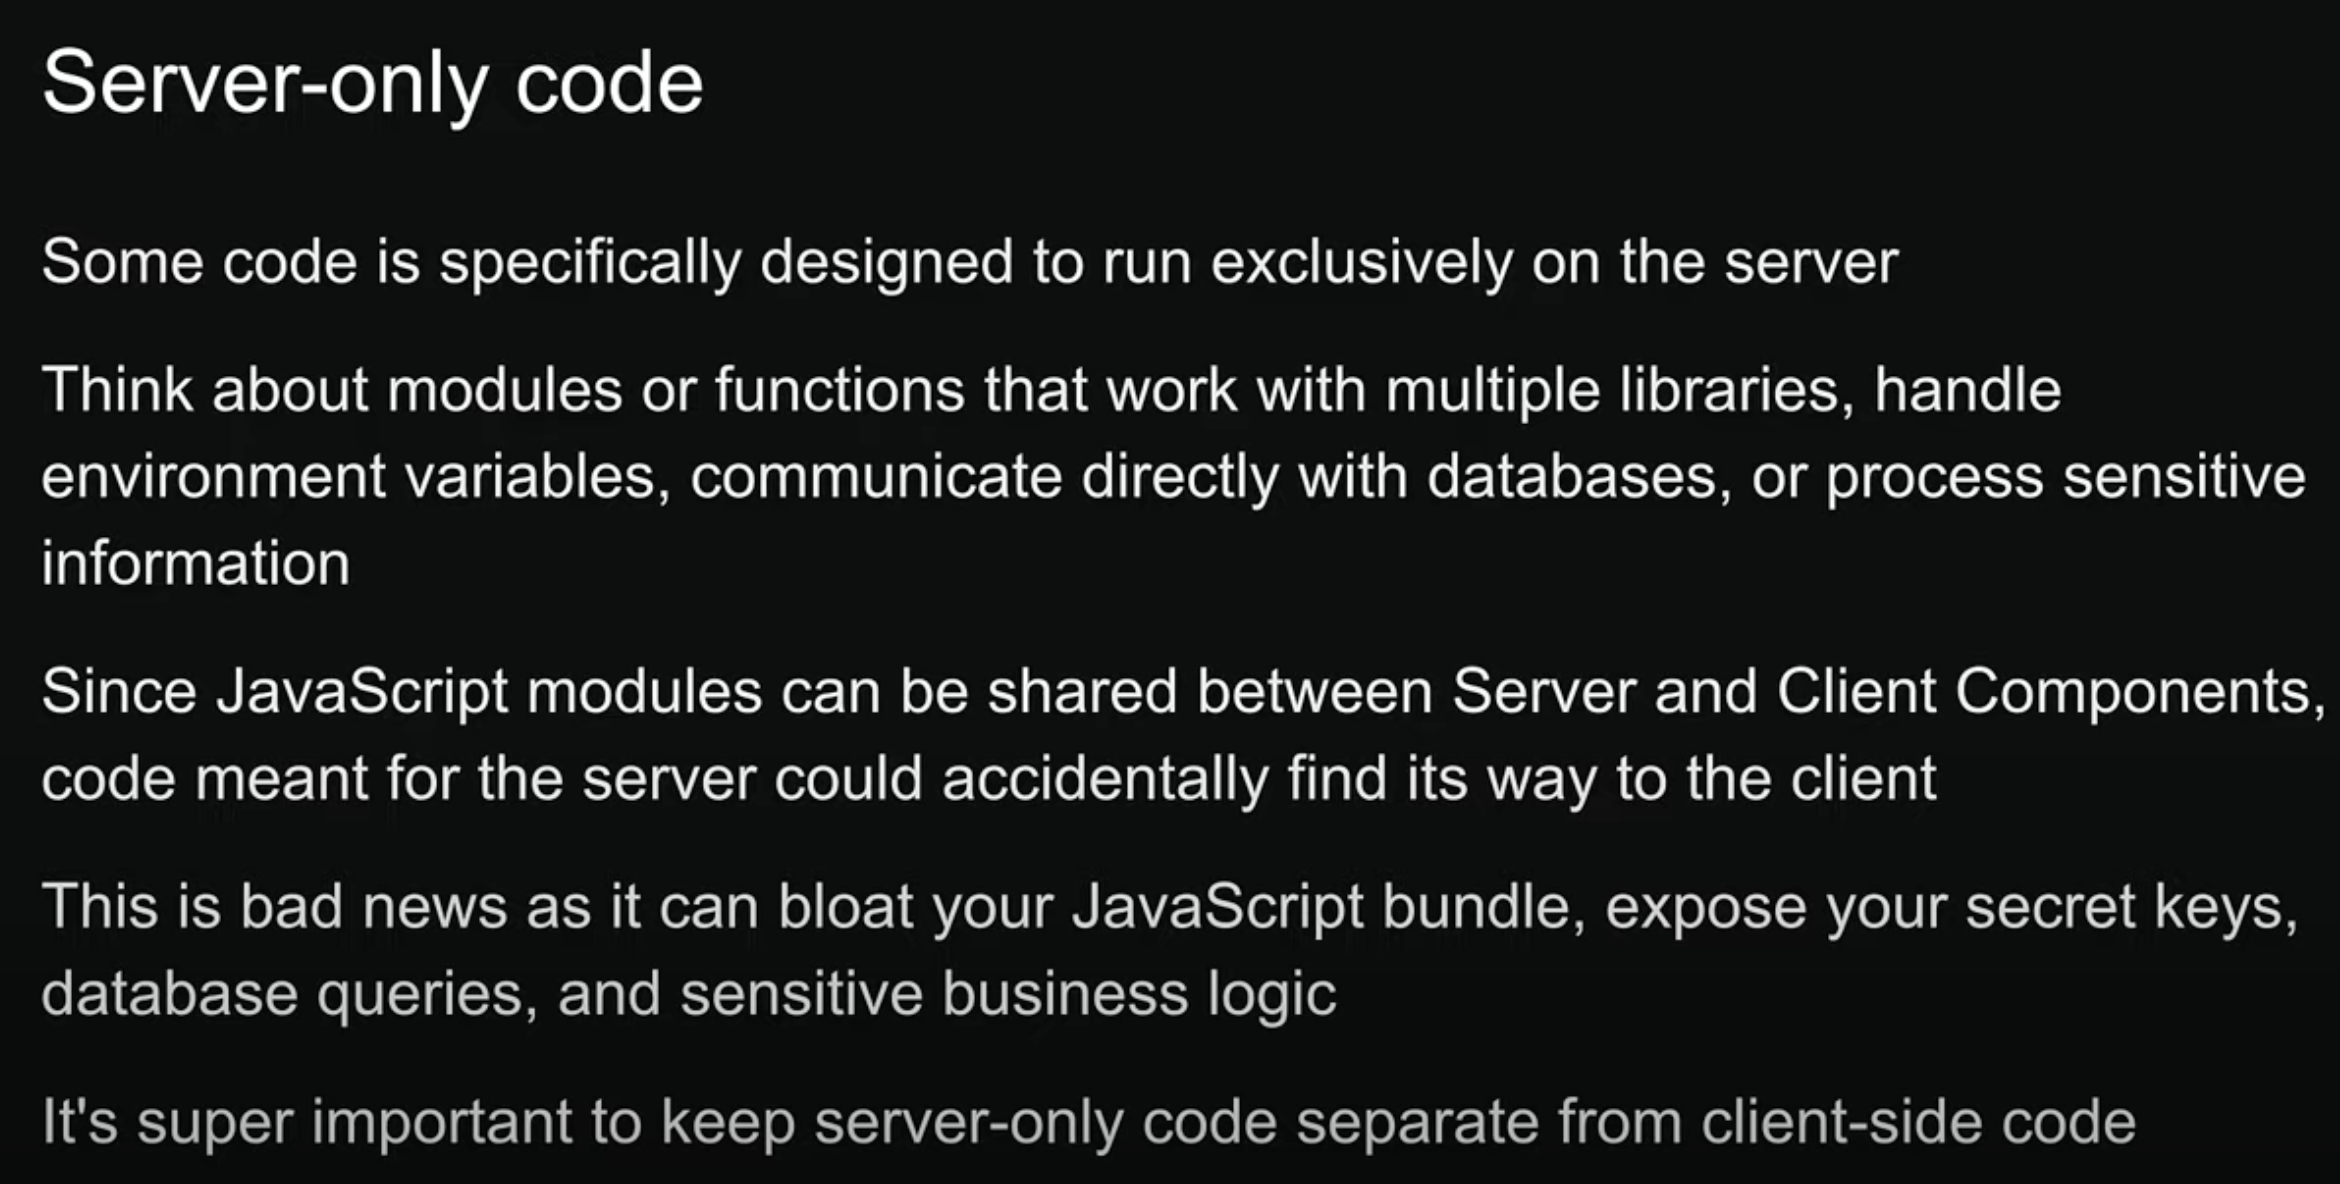 Server-only code
Some code is specifically designed to run exclusively on the server
Think about modules or functions that work with multiple libraries, handle
environment variables, communicate directly with databases, or process sensitive
information
Since JavaScript modules can be shared between Server and Client Components,
code meant for the server could accidentally find its way to the client
This is bad news as it can bloat your JavaScript bundle, expose your secret keys,
database queries, and sensitive business logic
It's super important to keep server-only code separate from client-side code